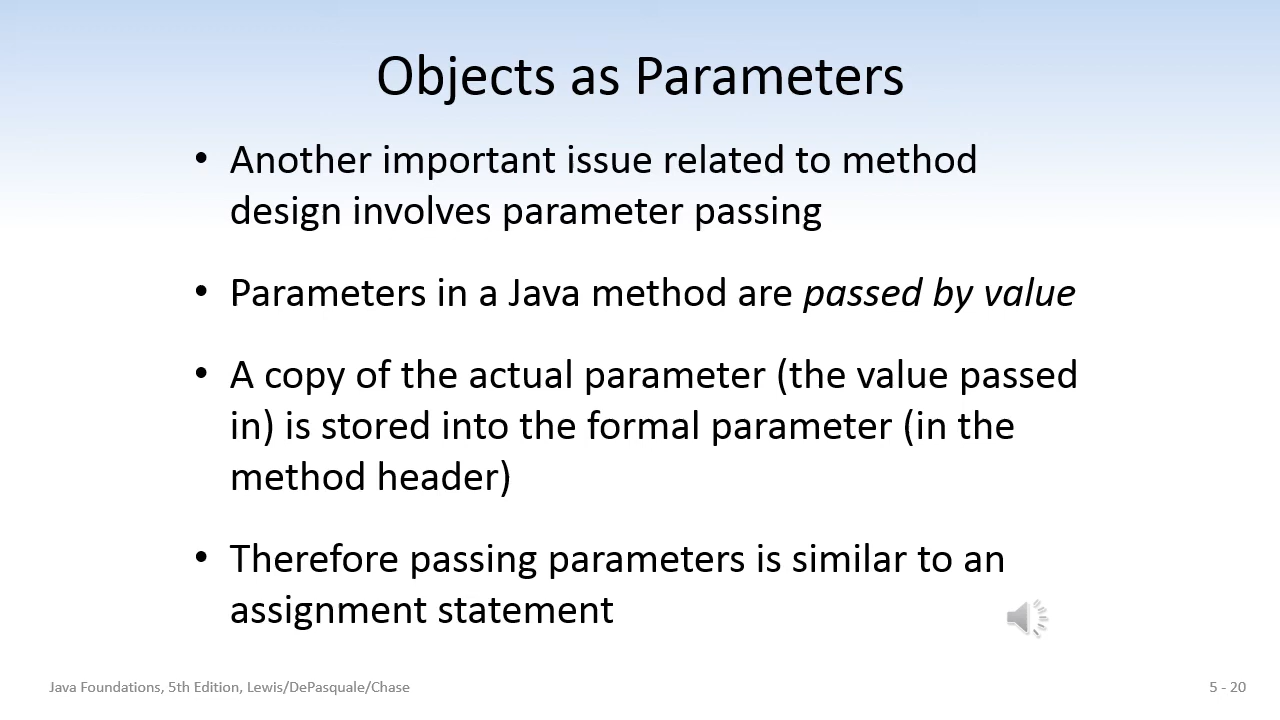 Objects as Parameters
• Another important issue related to method
design involves parameter passing
• Parameters in a Java method are passed by value
• A copy of the actual parameter (the value passed
in) is stored into the formal parameter (in the
method header)
• Therefore passing parameters is similar to an
assignment statement
Java Foundations, 5th Edition, Lewis/DePasquale/Chase
5 - 20